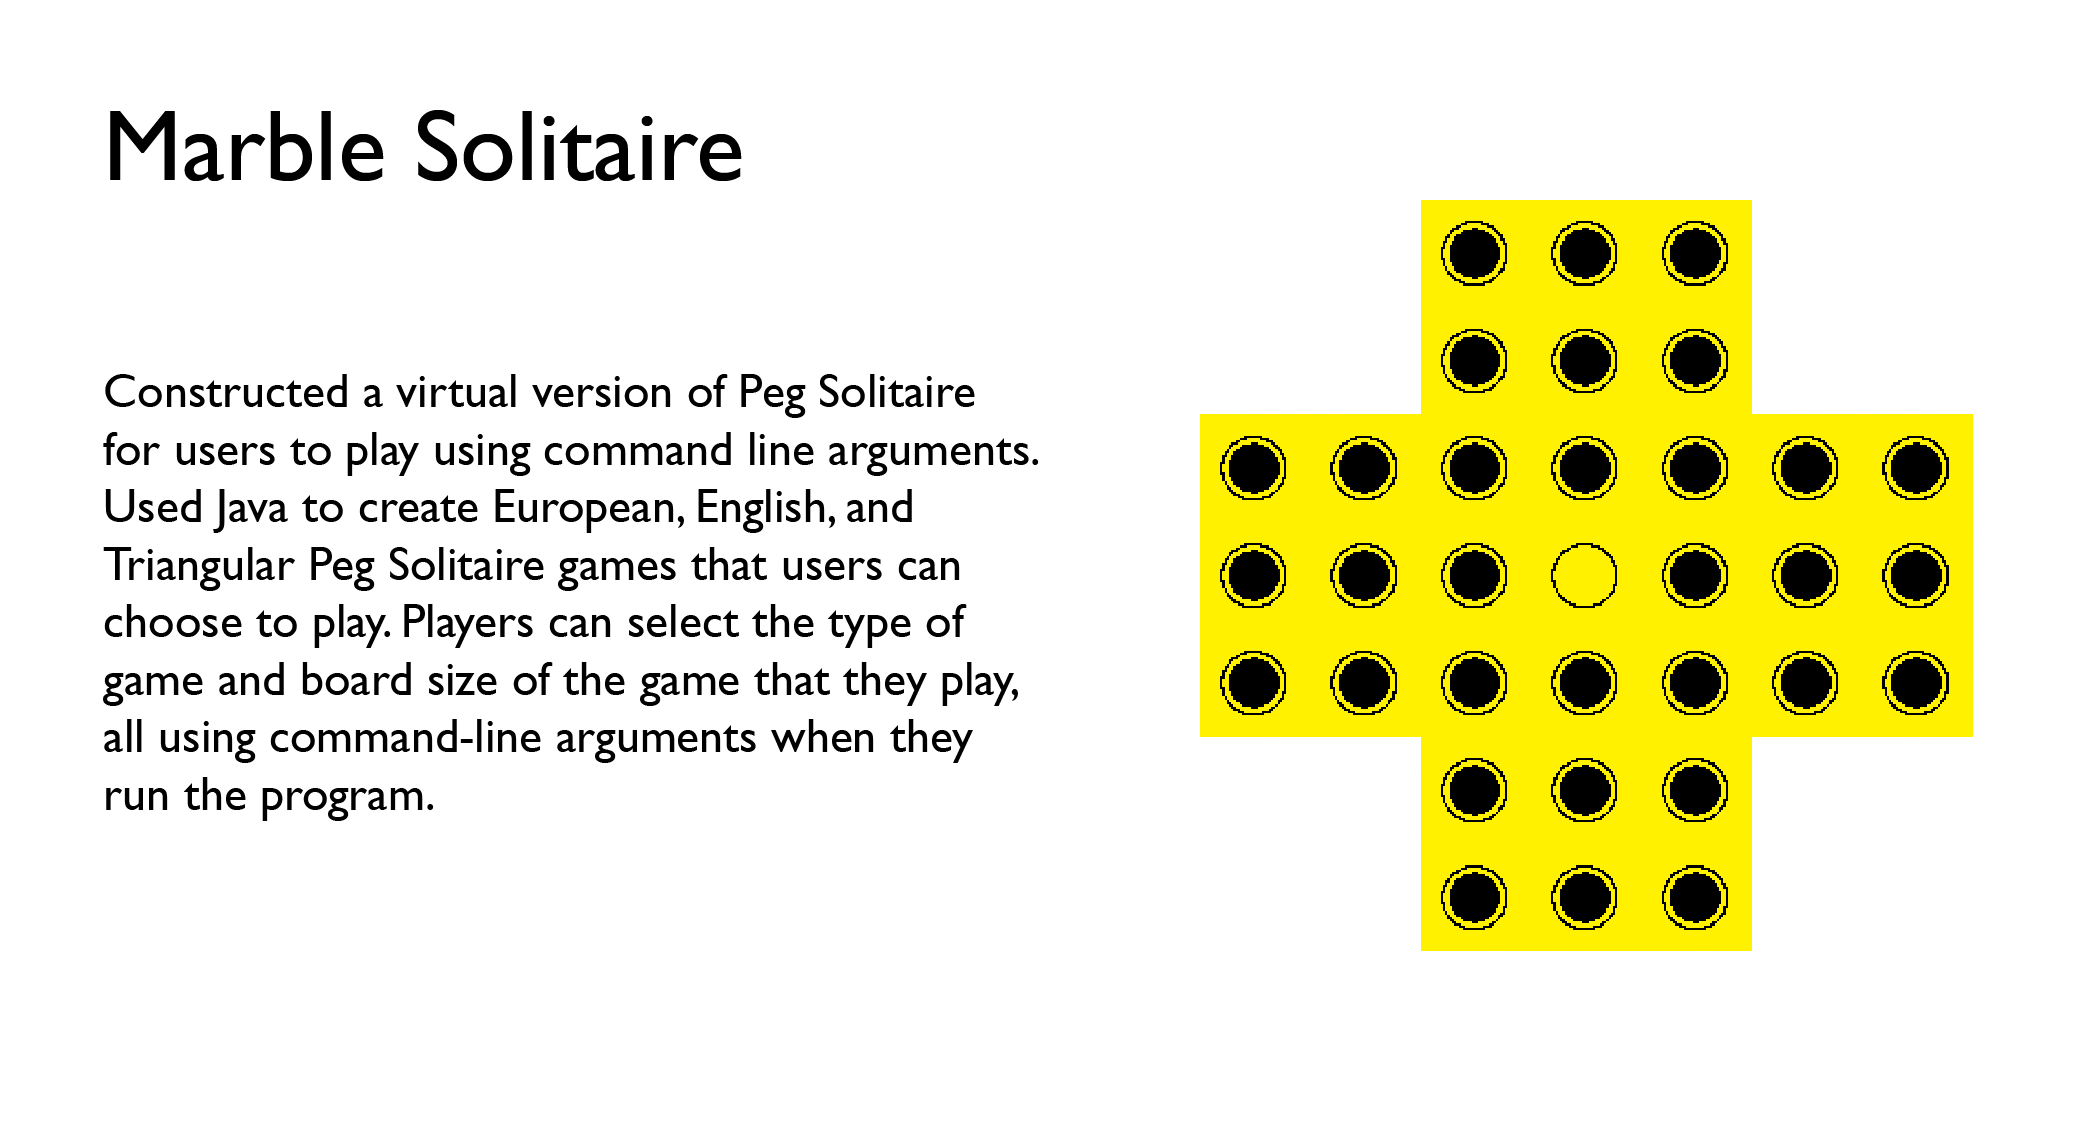 Marble Solitaire
Constructed a virtual version of Peg Solitaire
for users to play using command line arguments.
Used Java to create European, English, and
Triangular Peg Solitaire games that users can
choose to play. Players can select the type of
game and board size of the game that they play,
all using command-line arguments when they
run the program.